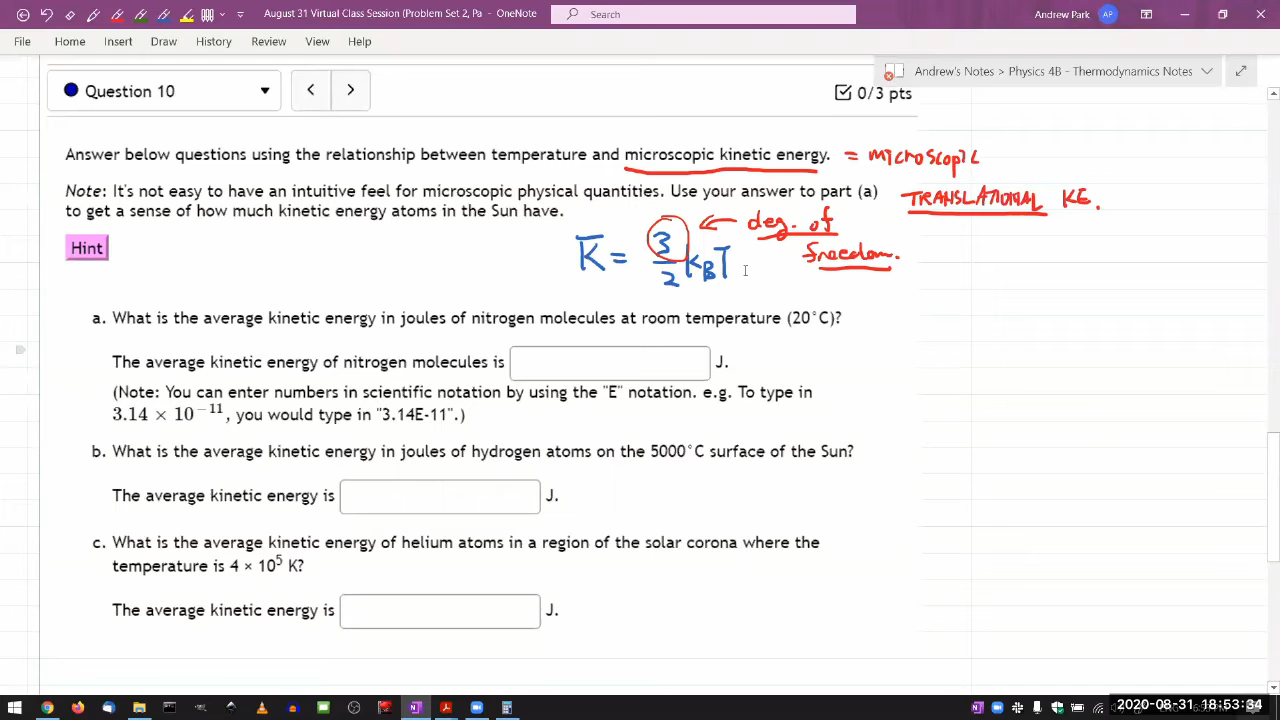 August 31 Virtual Class Session (Problem Set 2, Pa - OneNote
Search
Andrew Park
AP
File Home Insert Draw History Review View Help
Andrew's Notes > Physics 4B - Thermodynamics Notes
Question 10
0/3 pts
Answer below questions using the relationship between temperature and microscopic kinetic energy. = MICROSCOPIC
Note: It's not easy to have an intuitive feel for microscopic physical quantities. Use your answer to part (a) TRANSLATIONAL KE.
to get a sense of how much kinetic energy atoms in the Sun have.
deg. of
freedom.
Hint
K̅ = 3/2 k_B T
a. What is the average kinetic energy in joules of nitrogen molecules at room temperature (20°C)?
The average kinetic energy of nitrogen molecules is J.
(Note: You can enter numbers in scientific notation by using the "E" notation. e.g. To type in
3.14 × 10⁻¹¹, you would type in "3.14E-11".)
b. What is the average kinetic energy in joules of hydrogen atoms on the 5000°C surface of the Sun?
The average kinetic energy is J.
c. What is the average kinetic energy of helium atoms in a region of the solar corona where the
temperature is 4 × 10⁵ K?
The average kinetic energy is J.
2020-08-31 18:53:34